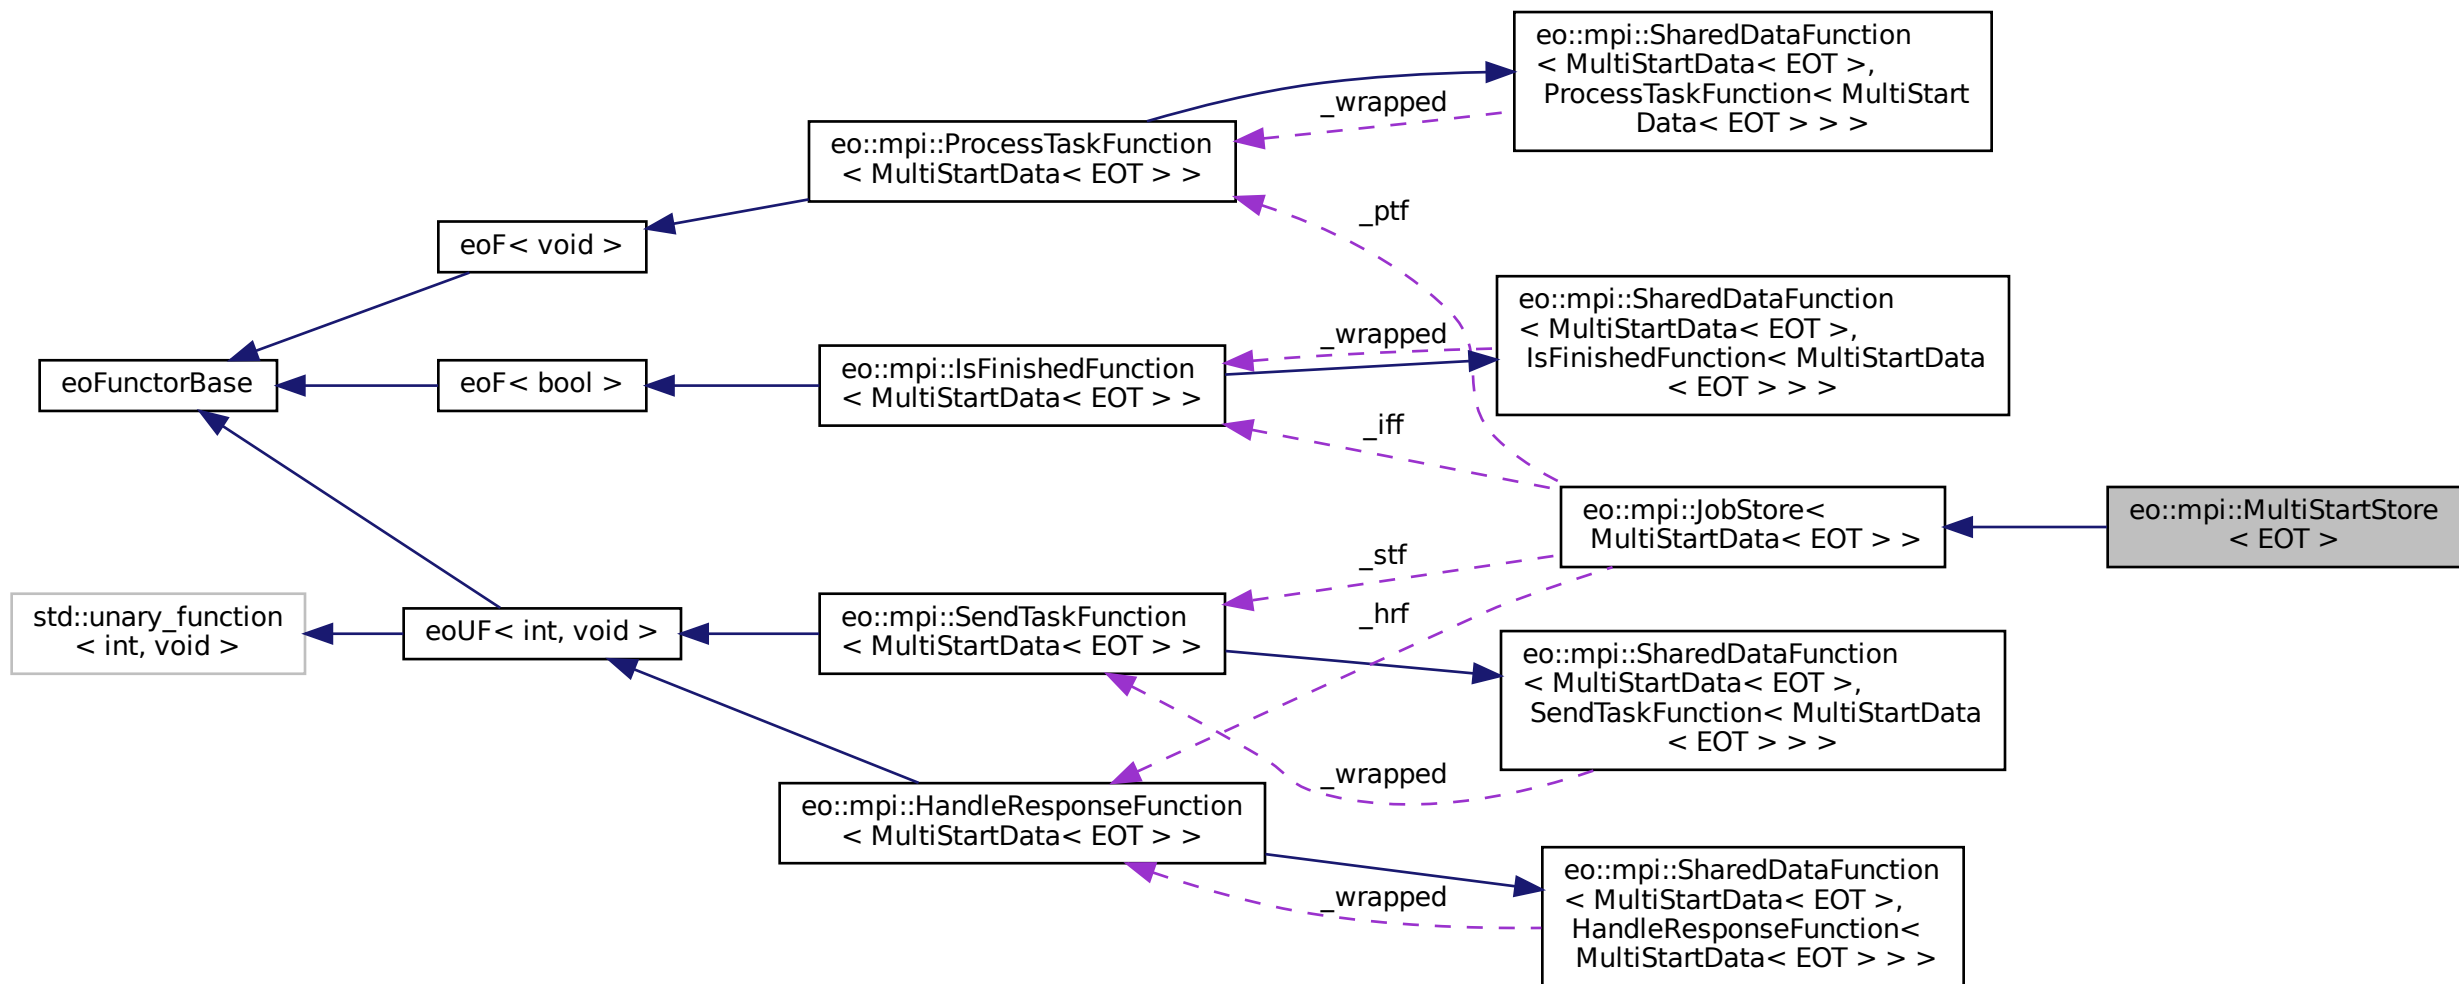 eo::mpi::SharedDataFunction
< MultiStartData< EOT >,
ProcessTaskFunction< MultiStart
Data< EOT > > >
_wrapped
eo::mpi::ProcessTaskFunction
< MultiStartData< EOT > >
_ptf
eoF< void >
eo::mpi::SharedDataFunction
< MultiStartData< EOT >,
IsFinishedFunction< MultiStartData
< EOT > > >
_wrapped
eoFunctorBase
eoF< bool >
eo::mpi::IsFinishedFunction
< MultiStartData< EOT > >
_iff
eo::mpi::JobStore<
MultiStartData< EOT > >
eo::mpi::MultiStartStore
< EOT >
_stf
std::unary_function
< int, void >
eoUF< int, void >
eo::mpi::SendTaskFunction
< MultiStartData< EOT > >
_hrf
eo::mpi::SharedDataFunction
< MultiStartData< EOT >,
SendTaskFunction< MultiStartData
< EOT > > >
_wrapped
eo::mpi::HandleResponseFunction
< MultiStartData< EOT > >
_wrapped
eo::mpi::SharedDataFunction
< MultiStartData< EOT >,
HandleResponseFunction<
MultiStartData< EOT > > >